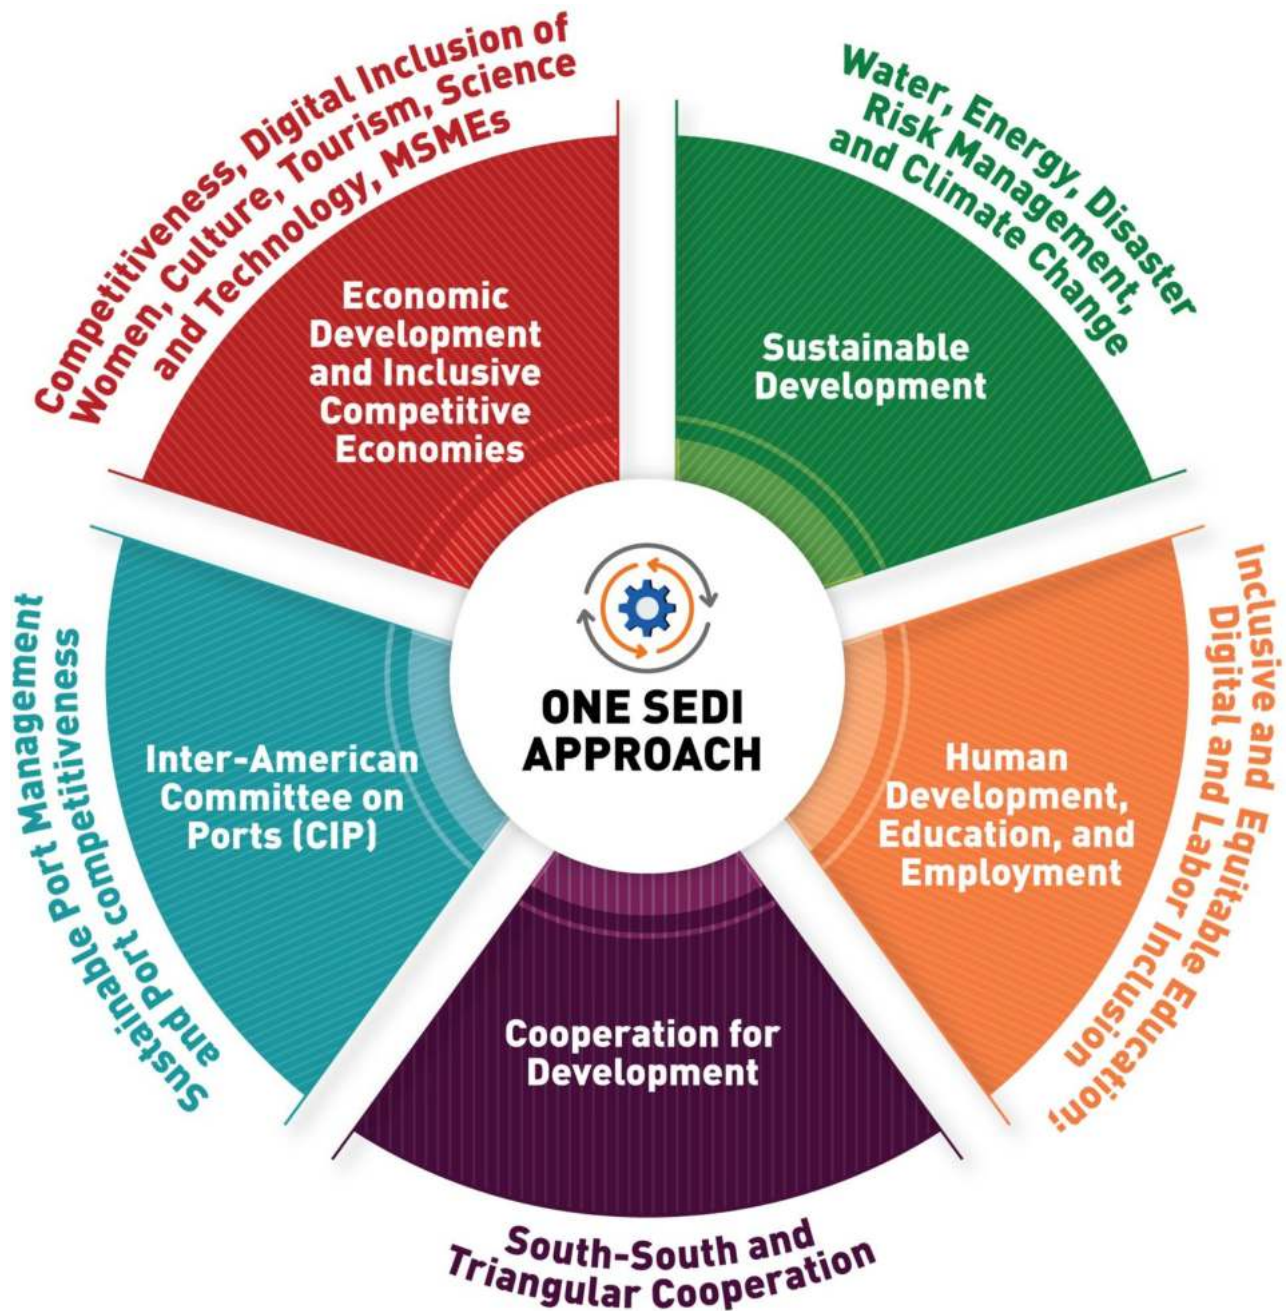 Competitiveness, Digital Inclusion of
Women, Culture, Tourism, Science
and Technology, MSMEs
Economic
Development
and Inclusive
Competitive
Economies
Water, Energy, Disaster
Risk Management,
and Climate Change
Sustainable
Development
Inclusive and Equitable Education;
Digital and Labor Inclusion
Human
Development,
Education, and
Employment
South-South and
Triangular Cooperation
Cooperation for
Development
Sustainable Port Management
and Port competitiveness
Inter-American
Committee on
Ports (CIP)
ONE SEDI
APPROACH